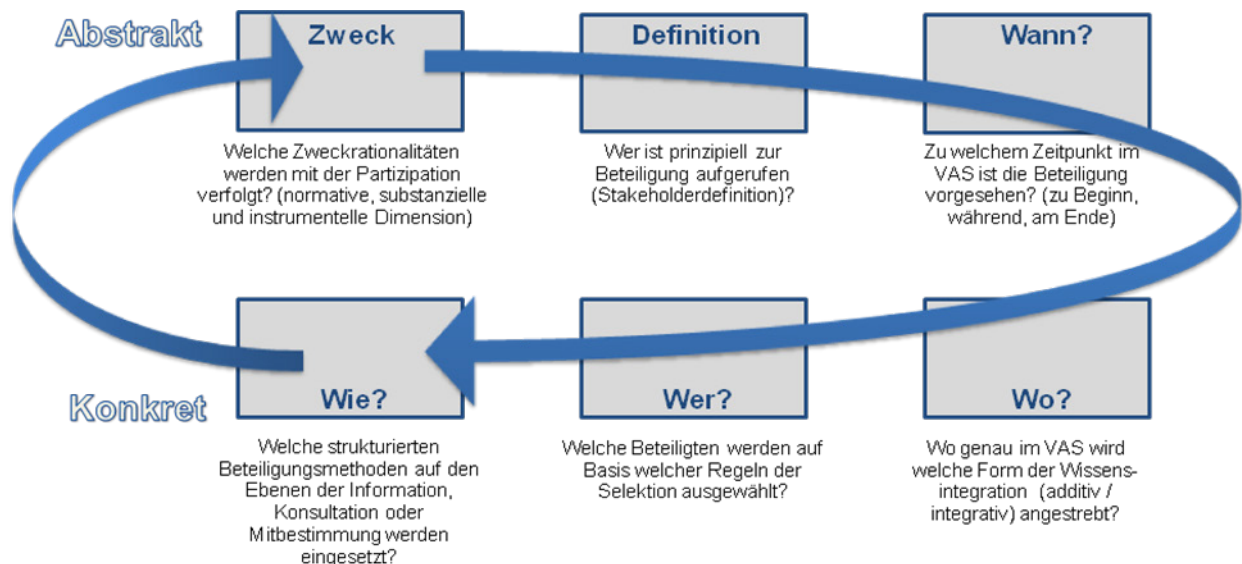 Abstrakt
Zweck
Welche Zweckrationalitäten
werden mit der Partizipation
verfolgt? (normative, substanzielle
und instrumentelle Dimension)
Definition
Wer ist prinzipiell zur
Beteiligung aufgerufen
(Stakeholderdefinition)?
Wann?
Zu welchem Zeitpunkt im
VAS ist die Beteiligung
vorgesehen? (zu Beginn,
während, am Ende)
Konkret
Wie?
Welche strukturierten
Beteiligungsmethoden auf den
Ebenen der Information,
Konsultation oder
Mitbestimmung werden
eingesetzt?
Wer?
Welche Beteiligten werden auf
Basis welcher Regeln der
Selektion ausgewählt?
Wo?
Wo genau im VAS wird
welche Form der Wissens-
integration (additiv /
integrativ) angestrebt?